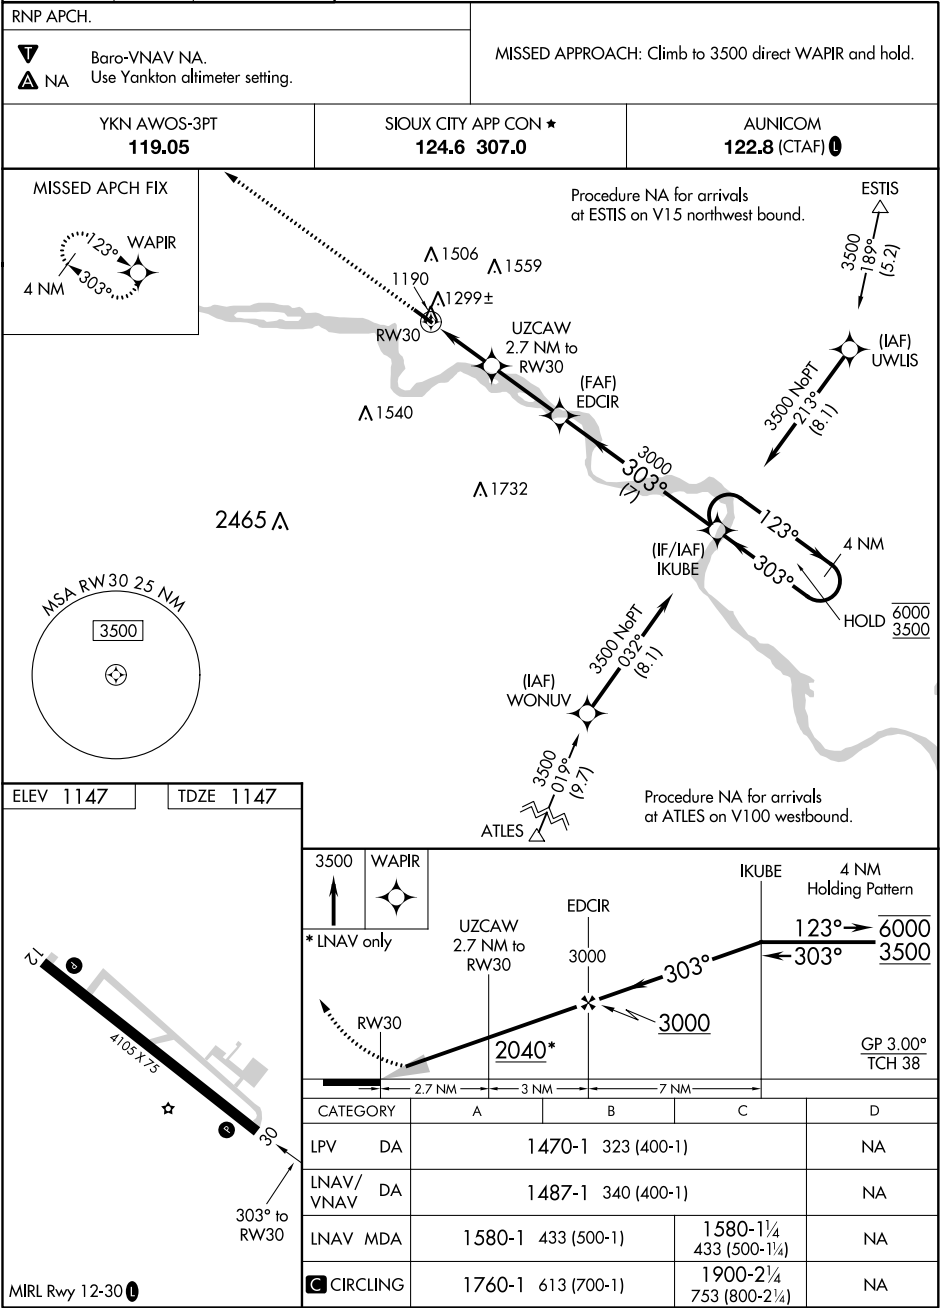 RNP APCH.
T
Baro-VNAV NA.
A NA
Use Yankton altimeter setting.
MISSED APPROACH: Climb to 3500 direct WAPIR and hold.
YKN AWOS-3PT
119.05
SIOUX CITY APP CON ★
124.6 307.0
AUNICOM
122.8 (CTAF) L
MISSED APCH FIX
WAPIR
123°
303°
4 NM
Procedure NA for arrivals
at ESTIS on V15 northwest bound.
ESTIS
3500
189°
(5.2)
1506
1559
1190
1299±
RW30
UZCAW
2.7 NM to
RW30
(IAF)
UWLIS
3500 NoPT
213°
(8.1)
(FAF)
EDCIR
1540
3000
303°
(7)
1732
2465
123°
4 NM
(IF/IAF)
IKUBE
303°
HOLD
6000
3500
MSA RW30 25 NM
3500
3500 NoPT
032°
(8.1)
(IAF)
WONUV
3500
019°
(9.7)
ATLES
Procedure NA for arrivals
at ATLES on V100 westbound.
ELEV 1147
TDZE 1147
12
P
4105 X 75
P
30
303° to
RW30
MIRL Rwy 12-30 L
3500
WAPIR
* LNAV only
IKUBE
4 NM
Holding Pattern
EDCIR
UZCAW
2.7 NM to
RW30
3000
123°
6000
303°
303°
3500
RW30
3000
2040*
GP 3.00°
TCH 38
2.7 NM
3 NM
7 NM
CATEGORY A B C D
LPV DA 1470-1 323 (400-1) NA
LNAV/
VNAV DA 1487-1 340 (400-1) NA
LNAV MDA 1580-1 433 (500-1) 1580-1¼ NA
433 (500-1¼)
C CIRCLING 1760-1 613 (700-1) 1900-2¼ NA
753 (800-2¼)